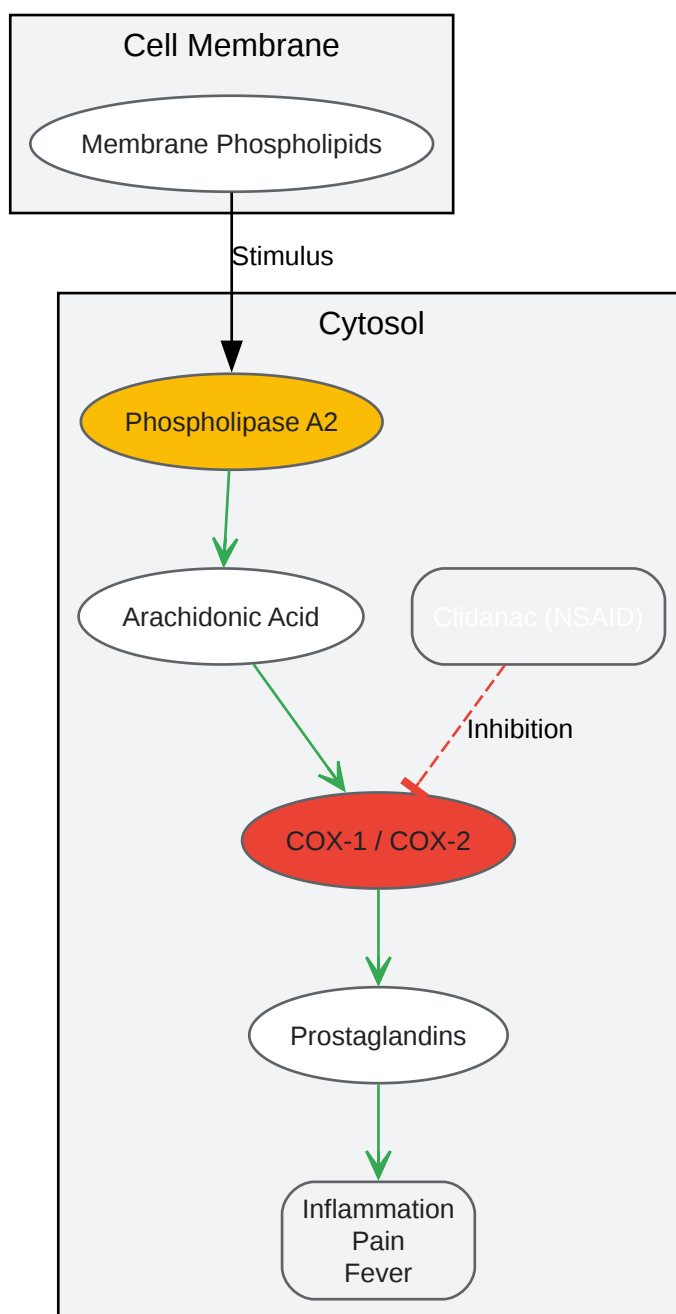 Cell Membrane
Membrane Phospholipids
Stimulus
Cytosol
Phospholipase A2
Arachidonic Acid
Clidanac (NSAID)
Inhibition
COX-1 / COX-2
Prostaglandins
Inflammation
Pain
Fever